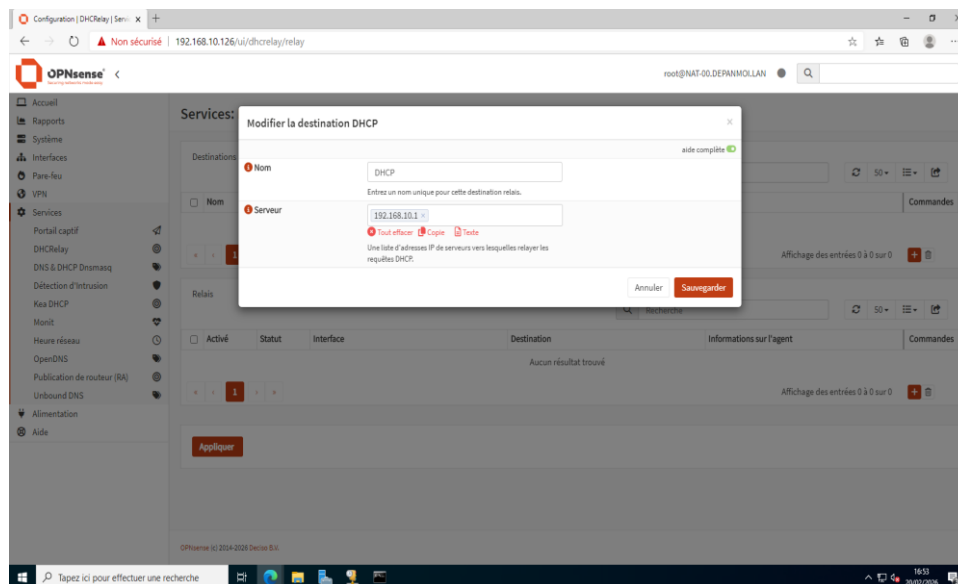 Configuration | DHCRelay | Serv
Non sécurisé
192.168.10.126/ui/dhcrelay/relay
OPNsense
root@NAT-00.DEPANMOLLAN
Accueil
Rapports
Système
Interfaces
Pare-feu
VPN
Services
Portail captif
DHCRelay
DNS & DHCP Dnsmasq
Détection d'Intrusion
Kea DHCP
Monit
Heure réseau
OpenDNS
Publication de routeur (RA)
Unbound DNS
Alimentation
Aide
Services:
Modifier la destination DHCP
aide complète
Nom
DHCP
Entrez un nom unique pour cette destination relais.
Serveur
192.168.10.1 ×
Tout effacer Copie Texte
Une liste d'adresses IP de serveurs vers lesquelles relayer les
requêtes DHCP.
Annuler Sauvegarder
Destinations
50
Nom Commandes
1
Affichage des entrées 0 à 0 sur 0
Relais
Recherche
50
Activé Statut Interface Destination Informations sur l'agent Commandes
Aucun résultat trouvé
1
Affichage des entrées 0 à 0 sur 0
Appliquer
OPNsense (c) 2014-2026 Deciso B.V.
Tapez ici pour effectuer une recherche
16:53